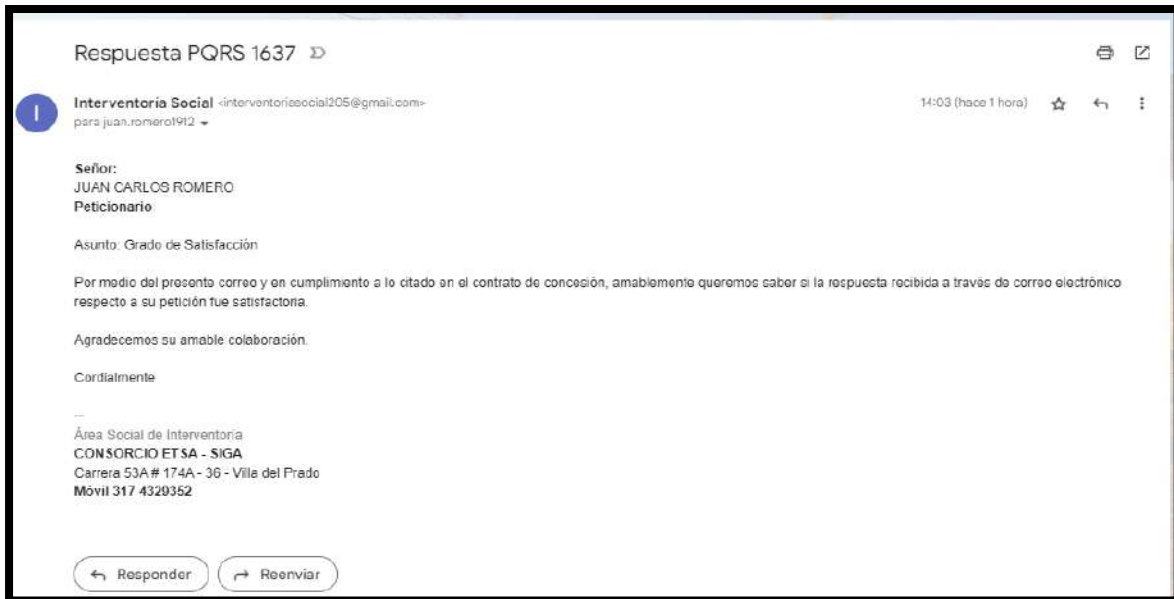 Respuesta PQRS 1637
I
Interventoría Social <interventoriasocial205@gmail.com>
14:03 (hace 1 hora)
para juan.romero1912
Señor:
JUAN CARLOS ROMERO
Peticionario
Asunto: Grado de Satisfacción
Por medio del presente correo y en cumplimiento a lo citado en el contrato de concesión, amablemente queremos saber si la respuesta recibida a través de correo electrónico
respecto a su petición fue satisfactoria.
Agradecemos su amable colaboración.
Cordialmente
--
Área Social de Interventoría
CONSORCIO ETSA - SIGA
Carrera 53A # 174A - 36 - Villa del Prado
Móvil 317 4329352
Responder
Reenviar